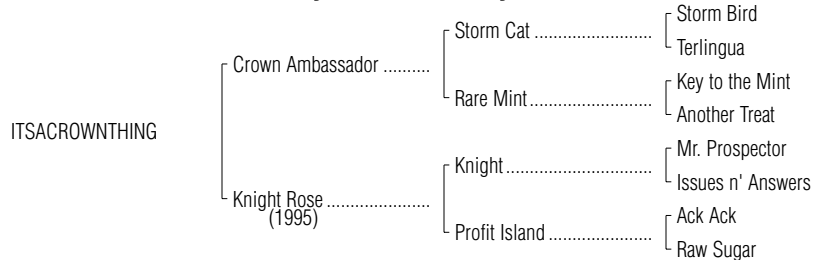 Storm Bird
Storm Cat ........................
Terlingua
Crown Ambassador ..........
Key to the Mint
Rare Mint.........................
Another Treat
ITSACROWNTHING
Mr. Prospector
Knight..............................
Issues n' Answers
Knight Rose .....................
(1995)
Ack Ack
Profit Island .....................
Raw Sugar